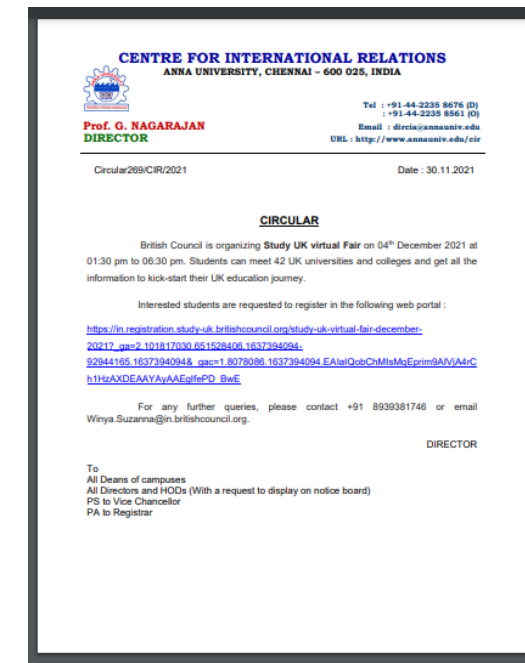 CENTRE FOR INTERNATIONAL RELATIONS
ANNA UNIVERSITY, CHENNAI – 600 025, INDIA
Tel : +91-44-2235 8676 (D)
: +91-44-2235 8561 (O)
Prof. G. NAGARAJAN
Email : dircia@annauniv.edu
DIRECTOR
URL : http://www.annauniv.edu/cir
Circular269/CIR/2021
Date : 30.11.2021
CIRCULAR
British Council is organizing Study UK virtual Fair on 04th December 2021 at
01:30 pm to 06:30 pm. Students can meet 42 UK universities and colleges and get all the
information to kick-start their UK education journey.
Interested students are requested to register in the following web portal :
https://in.registration.study-uk.britishcouncil.org/study-uk-virtual-fair-december-
2021?_ga=2.101817030.651528406.1637394094-
92944165.1637394094&_gac=1.8078086.1637394094.EAIaIQobChMIsMqEprim9AIVjA4rC
h1HzAXDEAAYAyAAEgIfePD_BwE
For any further queries, please contact +91 8939381746 or email
Winya.Suzanna@in.britishcouncil.org.
DIRECTOR
To
All Deans of campuses
All Directors and HODs (With a request to display on notice board)
PS to Vice Chancellor
PA to Registrar